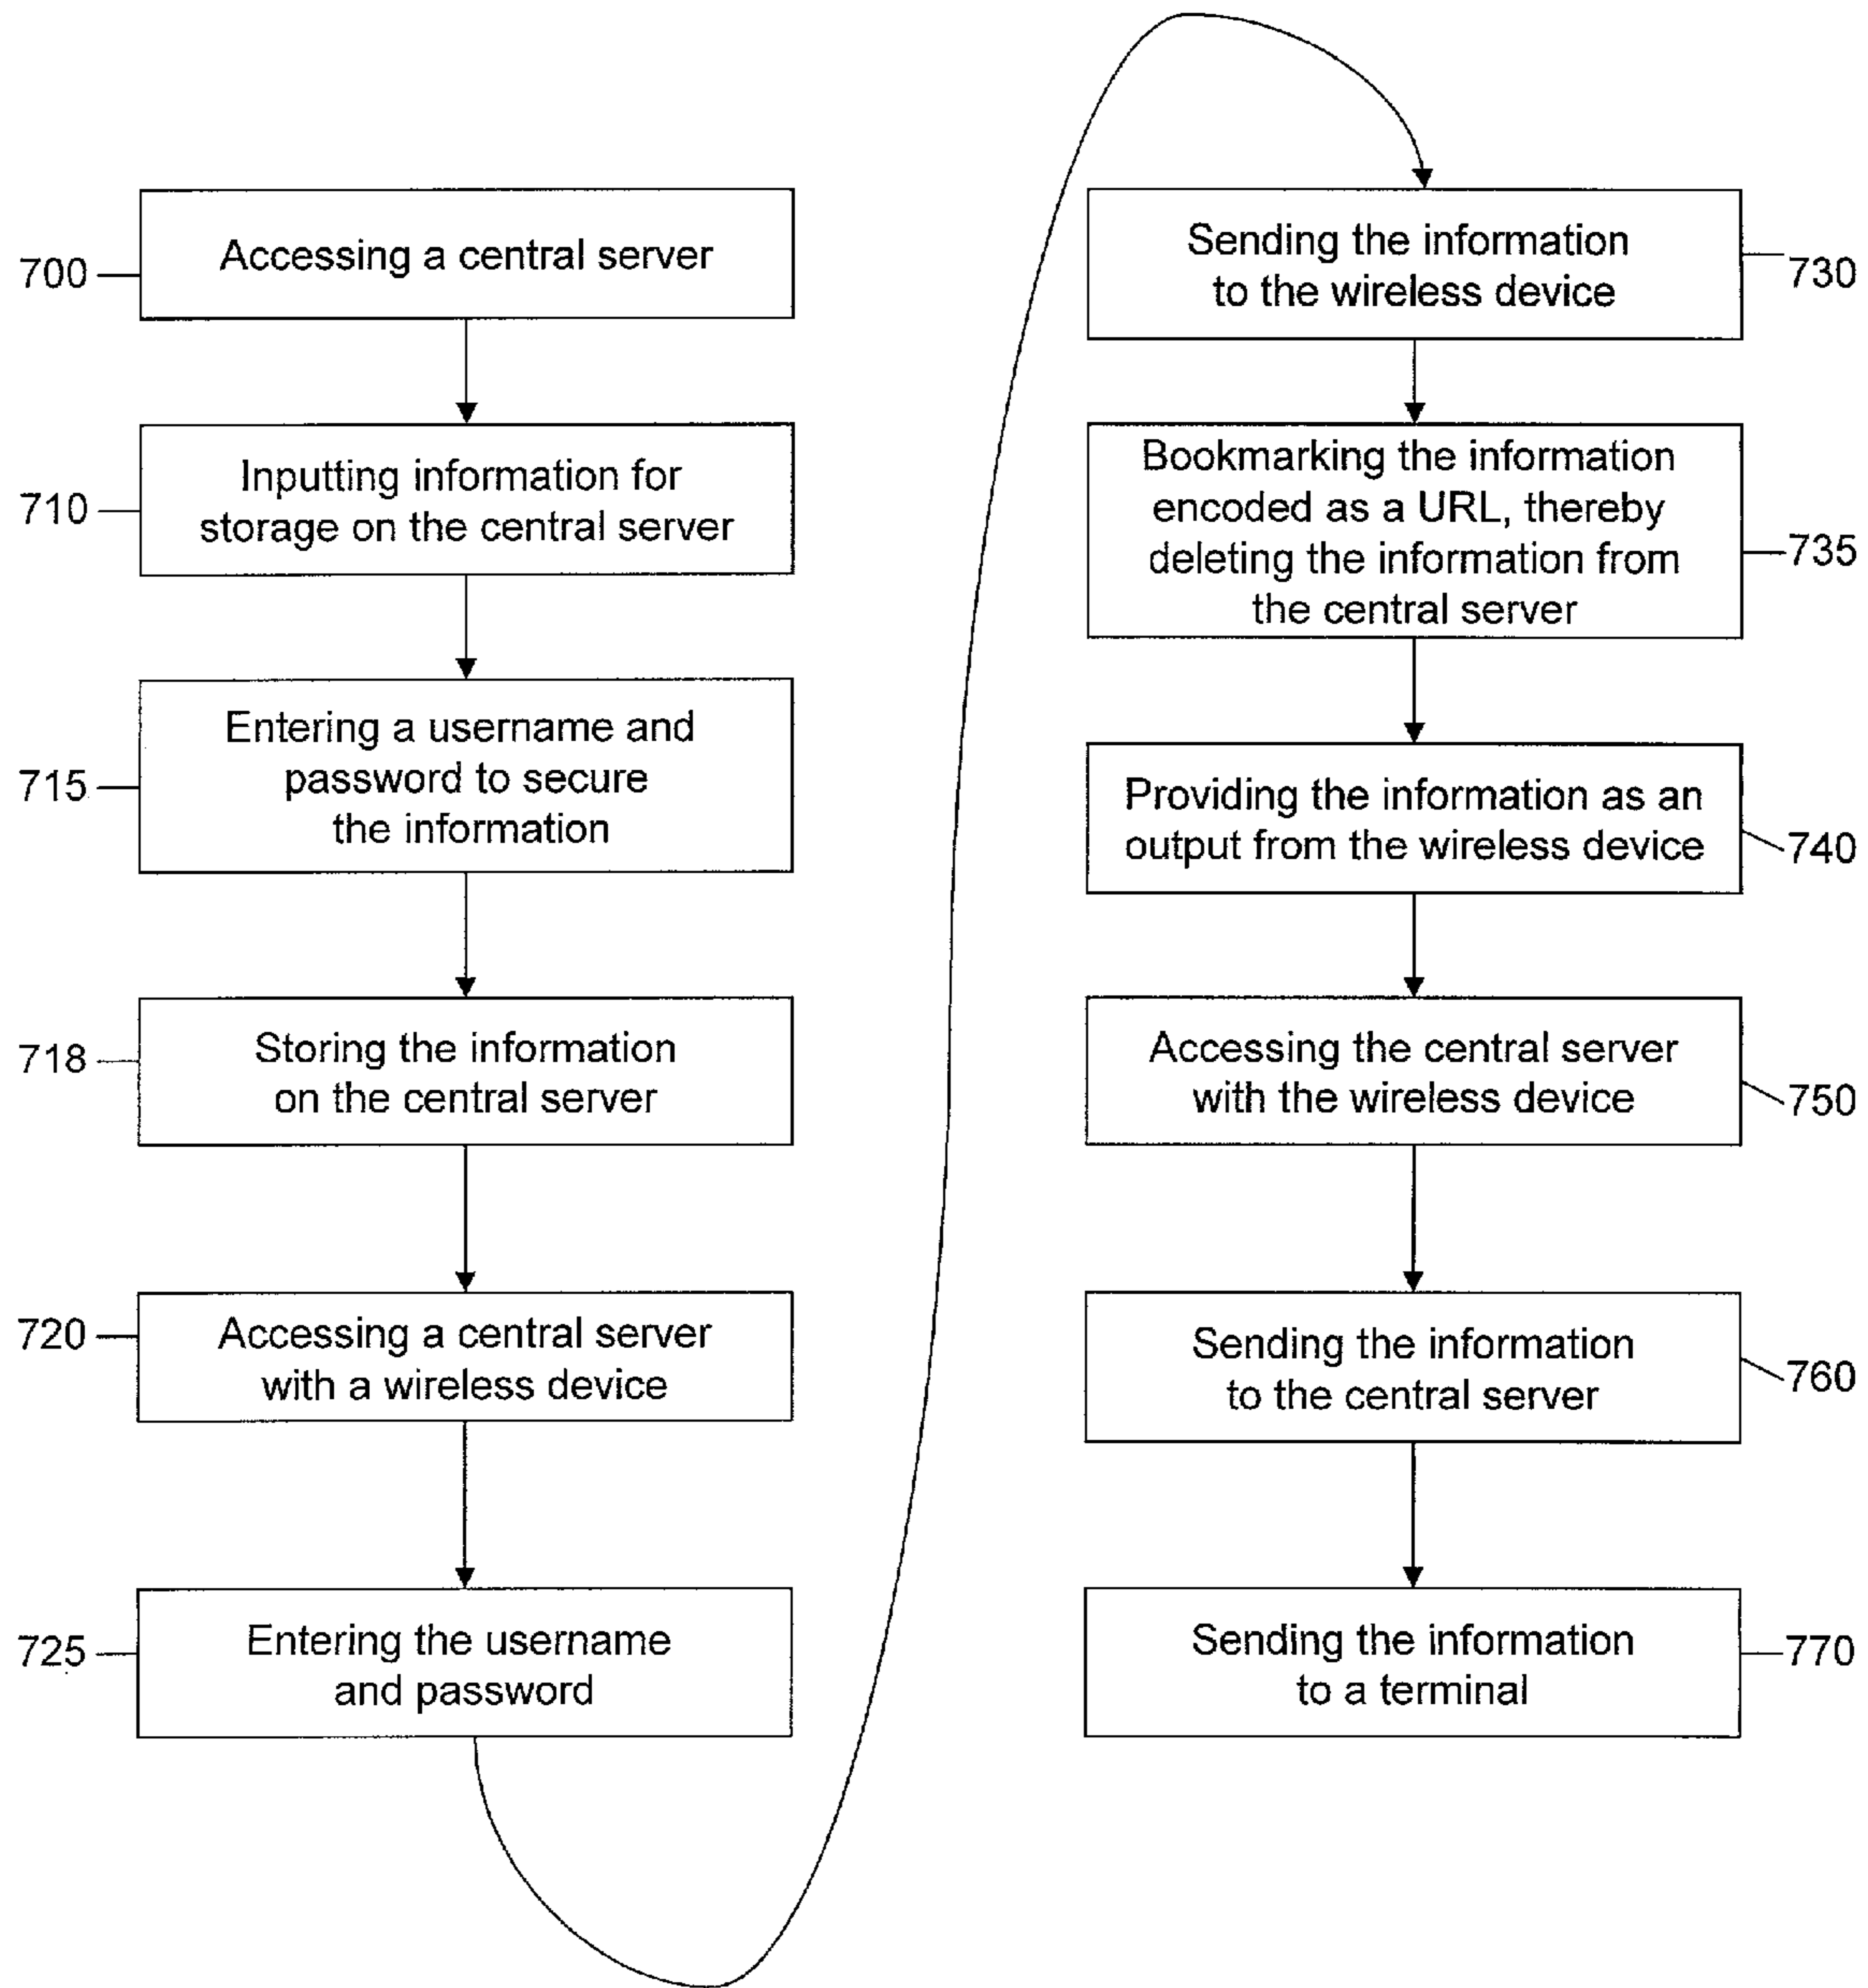 700
Accessing a central server
710
Inputting information for
storage on the central server
715
Entering a username and
password to secure
the information
718
Storing the information
on the central server
720
Accessing a central server
with a wireless device
725
Entering the username
and password
Sending the information
to the wireless device
730
Bookmarking the information
encoded as a URL, thereby
deleting the information from
the central server
735
Providing the information as an
output from the wireless device
740
Accessing the central server
with the wireless device
750
Sending the information
to the central server
760
Sending the information
to a terminal
770